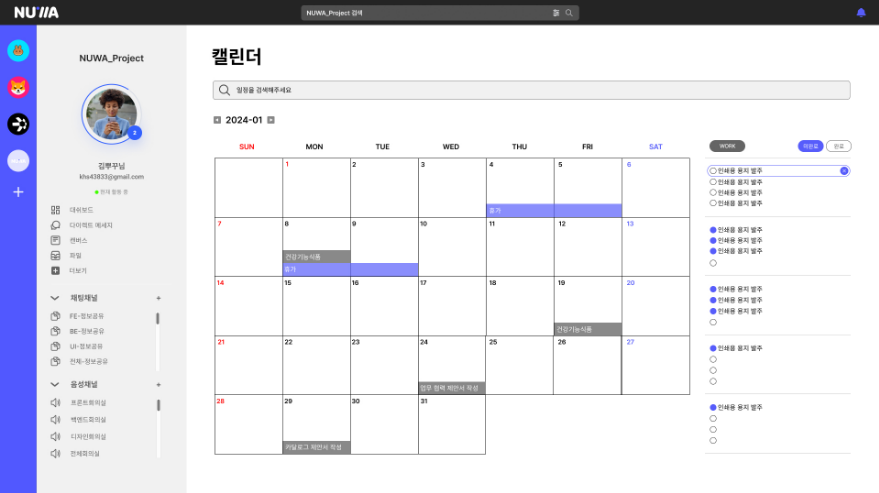 NUWA
NUWA_Project 검색
NUWA_Project
2
김뿌꾸님
khs43833@gmail.com
현재 활동 중
대쉬보드
다이렉트 메세지
캔버스
파일
더보기
채팅채널 +
FE-정보공유
BE-정보공유
UI-정보공유
전체-정보공유
음성채널 +
프론트회의실
백엔드회의실
디자인회의실
전체회의실
캘린더
일정을 검색해주세요
2024-01
SUN MON TUE WED THU FRI SAT
1 2 3 4 5 6
휴가
7 8 9 10 11 12 13
건강기능식품
휴가
14 15 16 17 18 19 20
건강기능식품
21 22 23 24 25 26 27
업무 협력 제안서 작성
28 29 30 31
카달로그 제안서 작성
WORK 미완료 완료
인쇄용 용지 발주
인쇄용 용지 발주
인쇄용 용지 발주
인쇄용 용지 발주
인쇄용 용지 발주
인쇄용 용지 발주
인쇄용 용지 발주
인쇄용 용지 발주
인쇄용 용지 발주
인쇄용 용지 발주
인쇄용 용지 발주
인쇄용 용지 발주